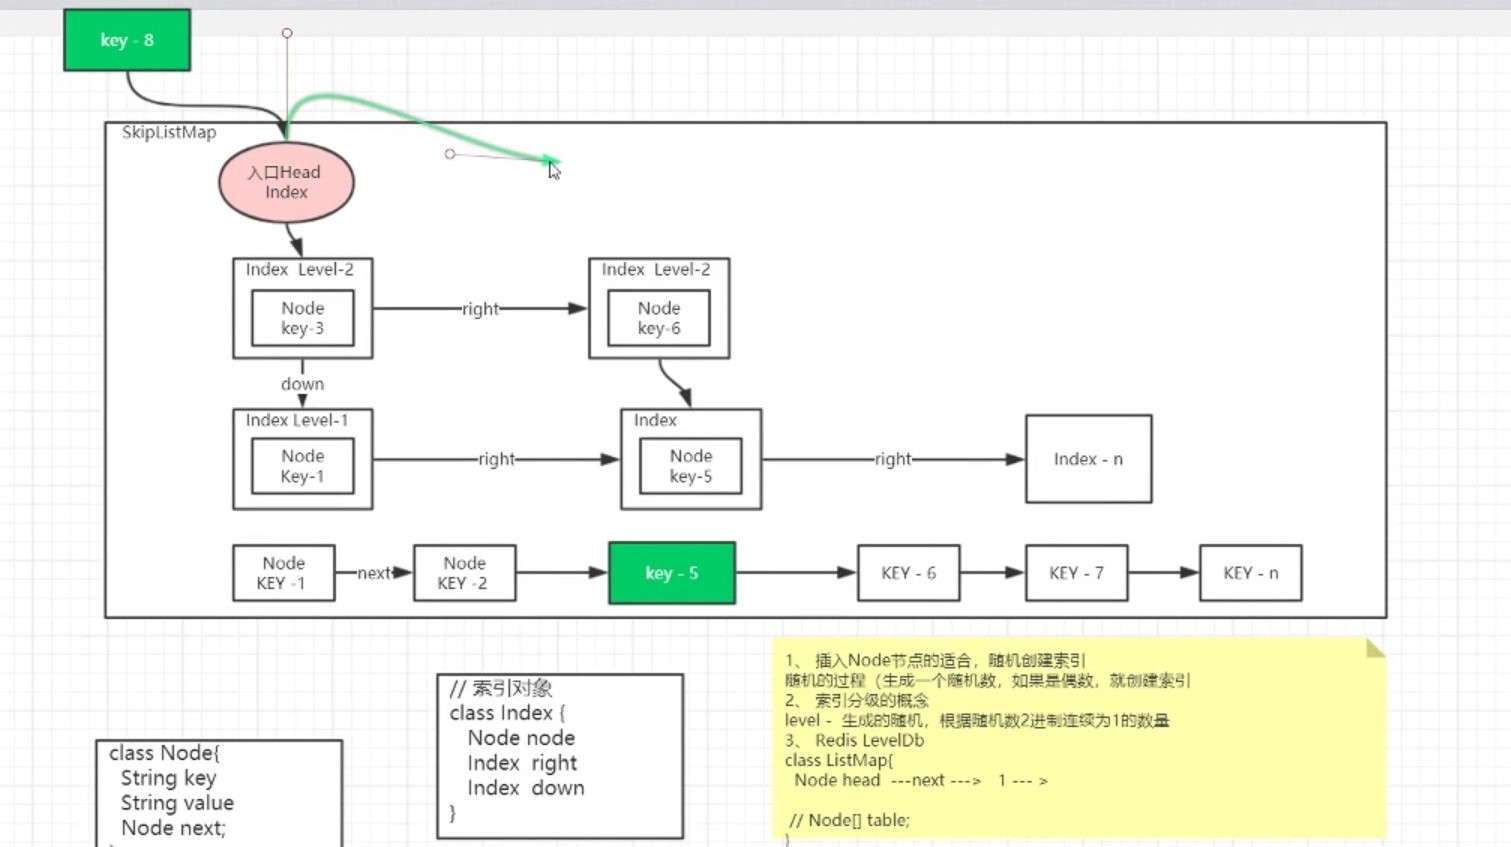 key - 8
SkipListMap
入口Head
Index
Index Level-2
Node
key-3
right
Index Level-2
Node
key-6
down
Index Level-1
Node
Key-1
right
Index
Node
key-5
right
Index - n
Node
KEY -1
next
Node
KEY -2
key - 5
KEY - 6
KEY - 7
KEY - n
class Node{
String key
String value
Node next;
// 索引对象
class Index {
Node node
Index right
Index down
}
1、 插入Node节点的适合，随机创建索引
随机的过程（生成一个随机数，如果是偶数，就创建索引
2、 索引分级的概念
level - 生成的随机，根据随机数2进制连续为1的数量
3、 Redis LevelDb
class ListMap{
Node head ---next ---> 1 --- >
// Node[] table;
}